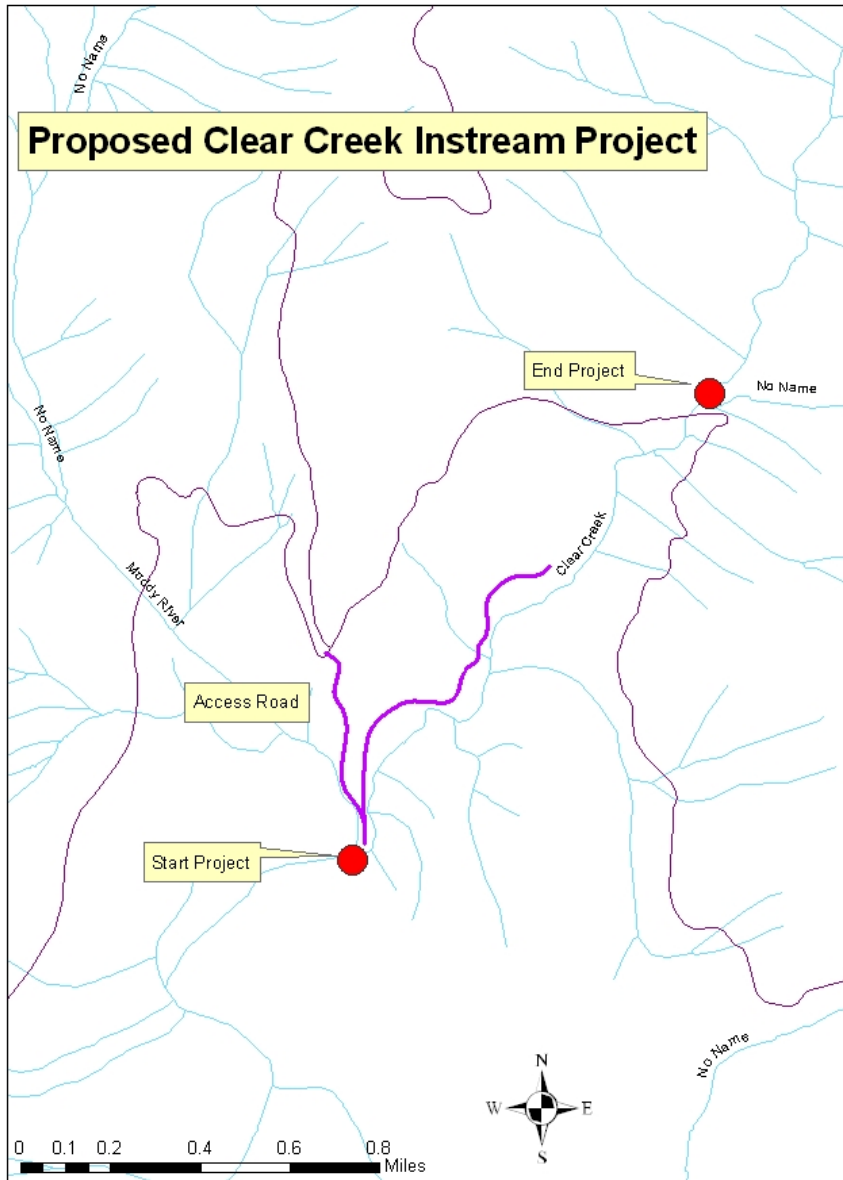 No Name
Proposed Clear Creek Instream Project
End Project
No Name
No Name
Clear Creek
Muddy River
Access Road
Start Project
No Name
N
W E
S
0 0.1 0.2 0.4 0.6 0.8
Miles